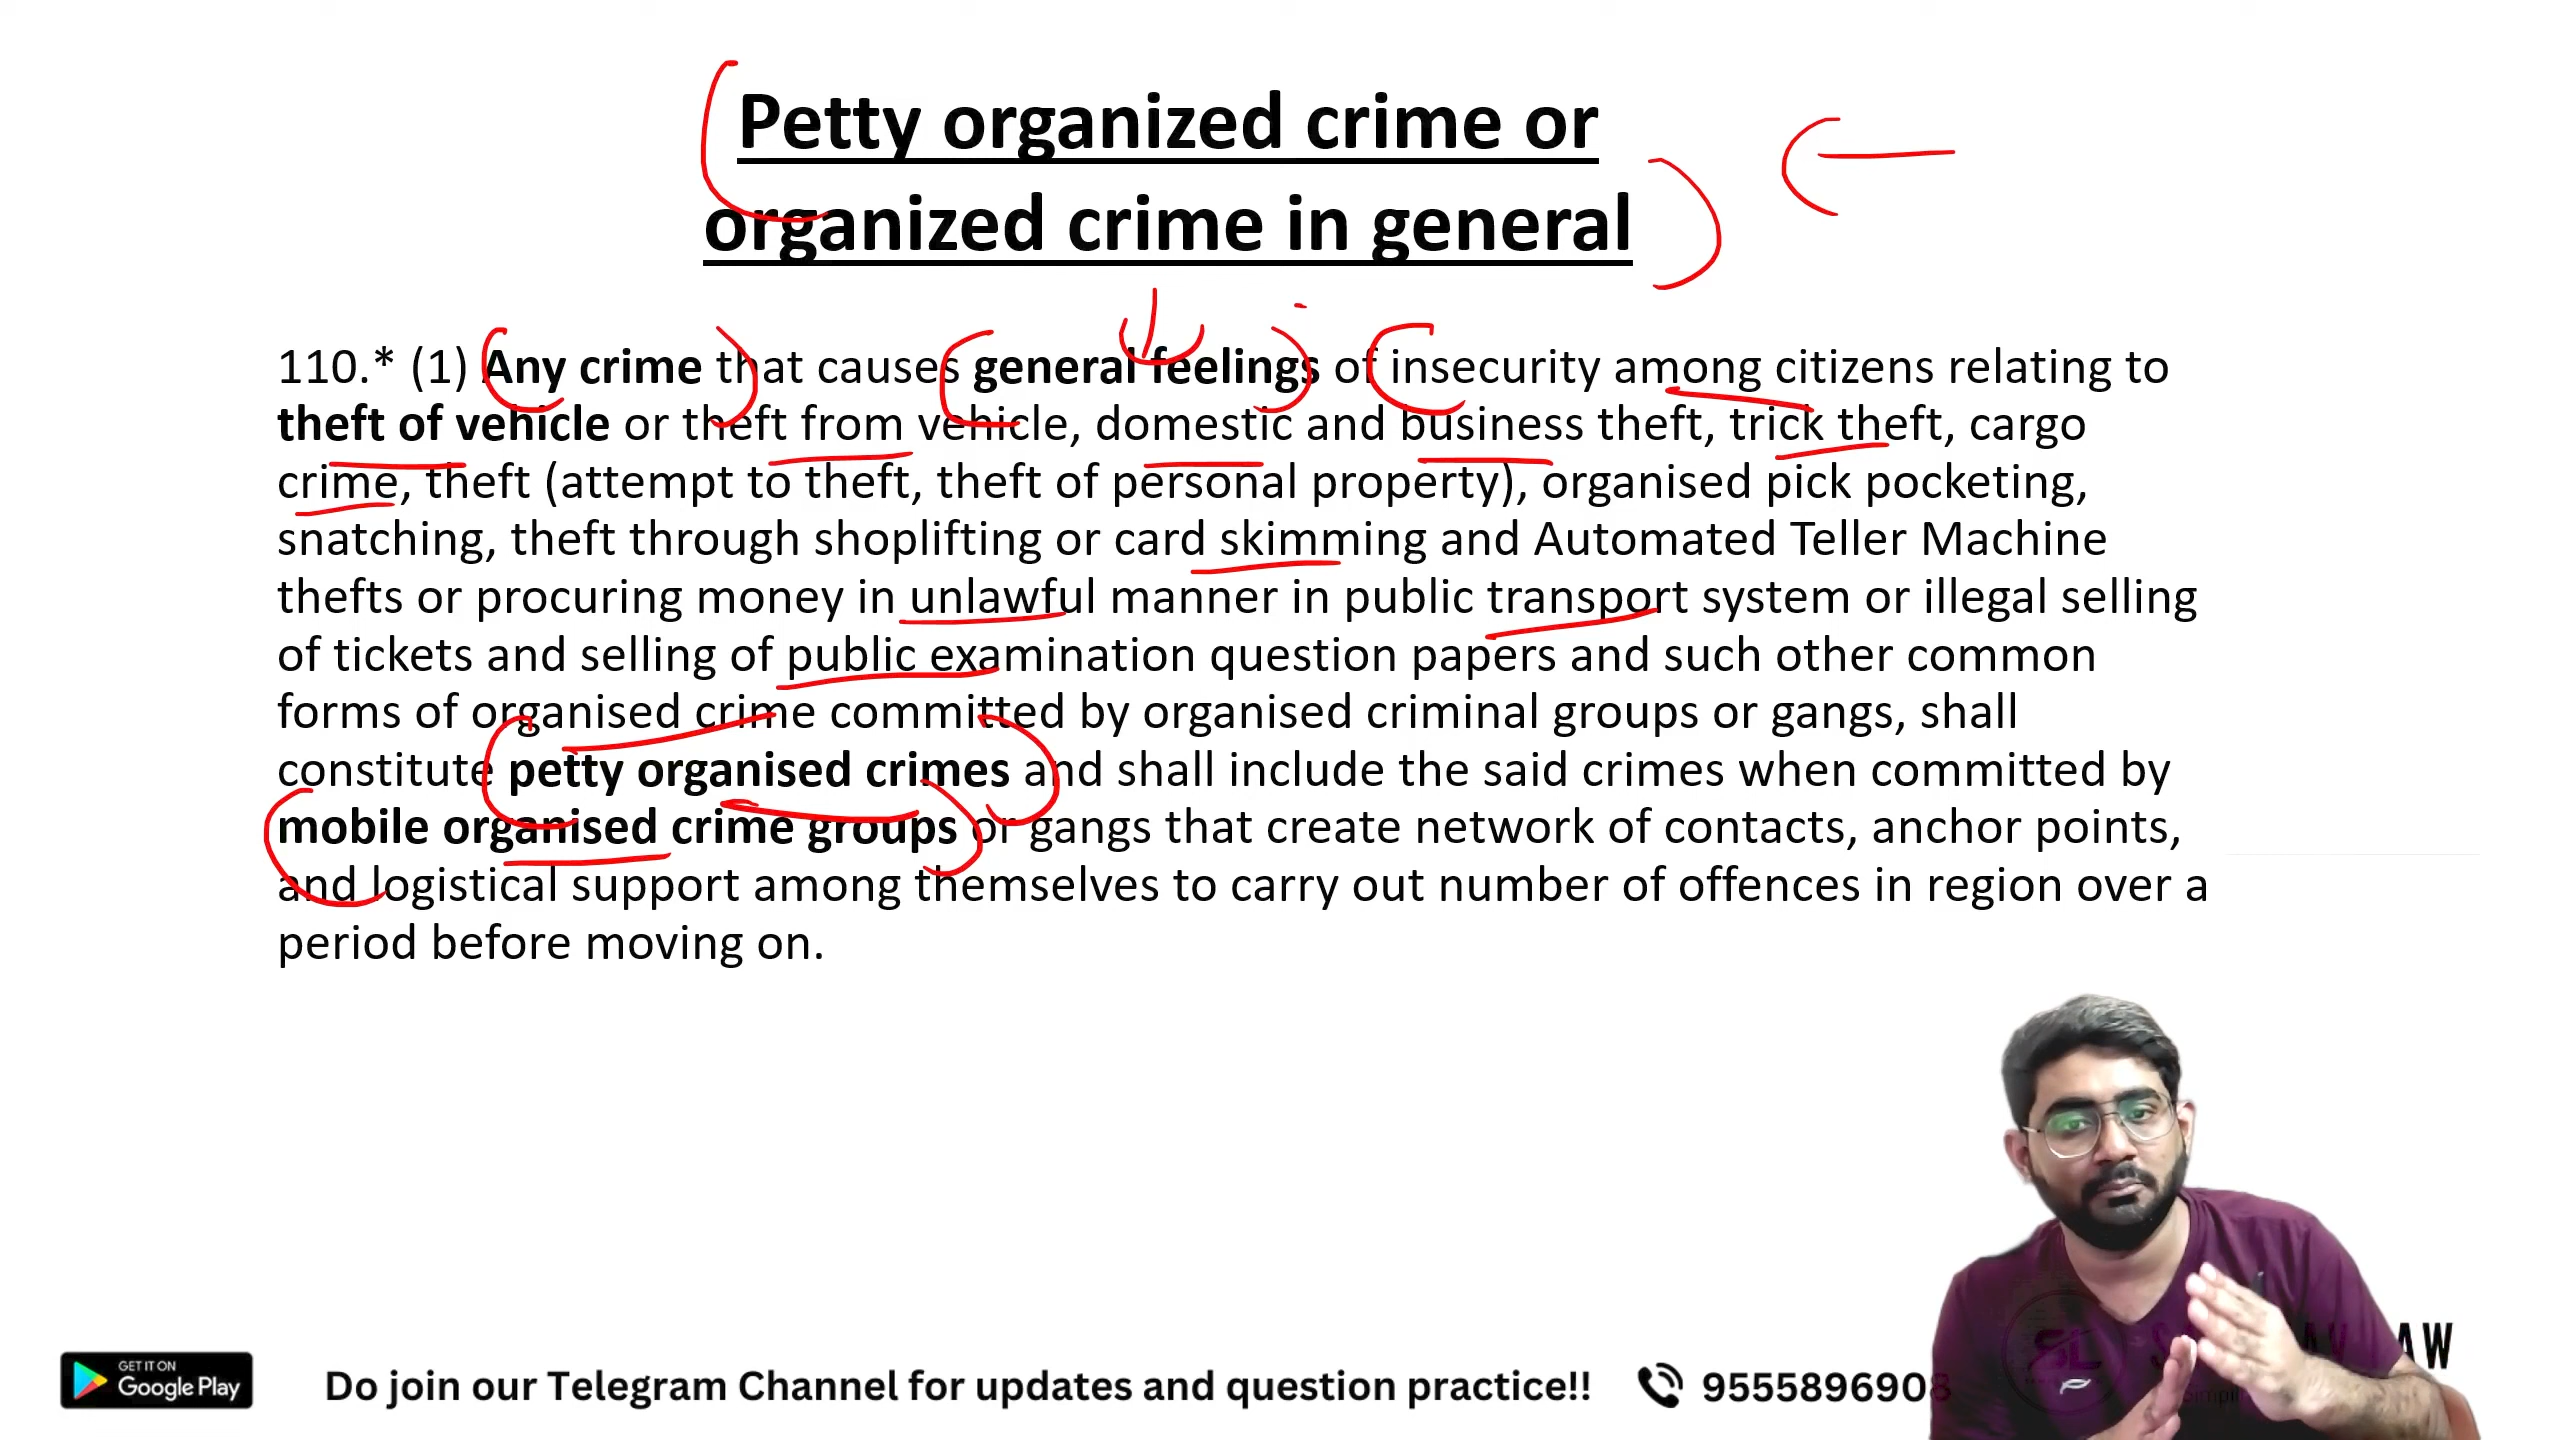 Petty organized crime or
organized crime in general
110.* (1) Any crime that causes general feelings of insecurity among citizens relating to
theft of vehicle or theft from vehicle, domestic and business theft, trick theft, cargo
crime, theft (attempt to theft, theft of personal property), organised pick pocketing,
snatching, theft through shoplifting or card skimming and Automated Teller Machine
thefts or procuring money in unlawful manner in public transport system or illegal selling
of tickets and selling of public examination question papers and such other common
forms of organised crime committed by organised criminal groups or gangs, shall
constitute petty organised crimes and shall include the said crimes when committed by
mobile organised crime groups or gangs that create network of contacts, anchor points,
and logistical support among themselves to carry out number of offences in region over a
period before moving on.
GET IT ON
Google Play
Do join our Telegram Channel for updates and question practice!!
9555896908
SL